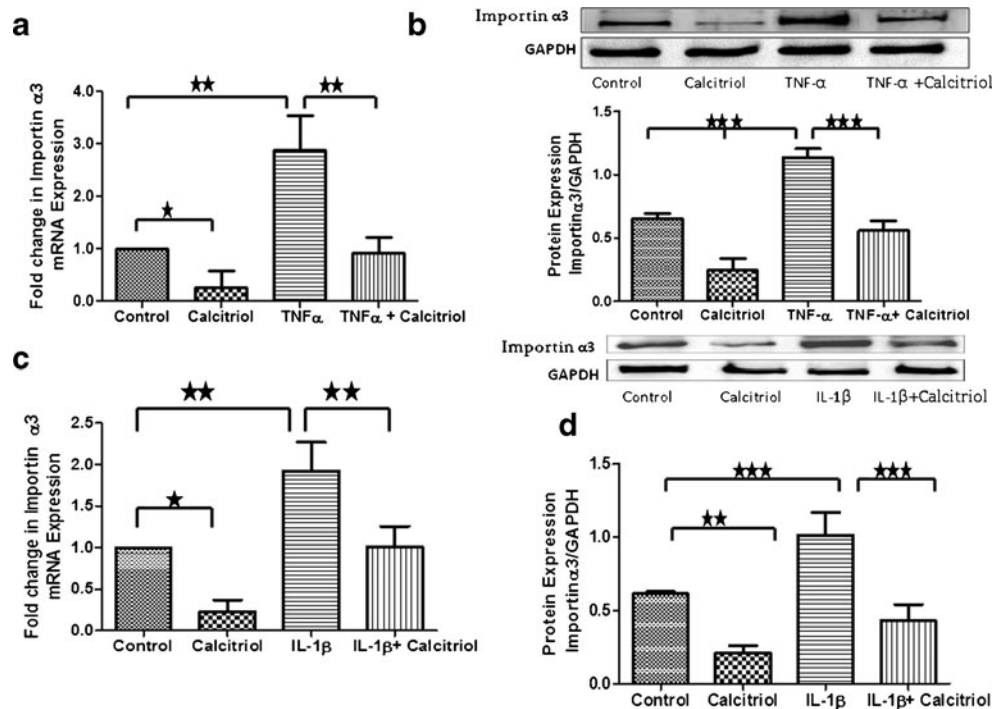 a
Fold change in Importin α3
mRNA Expression
4.0
3.0
2.0
1.0
0.0
★★
★★
★
Control
Calcitriol
TNFα
TNFα + Calcitriol
b
Importin α3
GAPDH
Control
Calcitriol
TNF-α
TNF-α +Calcitriol
Protein Expression
Importinα3/GAPDH
1.5
1.0
0.5
0.0
★★★
★★★
Control
Calcitriol
TNF-α
TNF-α+ Calcitriol
c
Fold change in Importin α3
mRNA Expression
2.5
2.0
1.5
1.0
0.5
0.0
★★
★★
★
Control
Calcitriol
IL-1β
IL-1β+ Calcitriol
Importin α3
GAPDH
Control
Calcitriol
IL-1β
IL-1β+Calcitriol
d
Protein Expression
Importinα3/GAPDH
1.5
1.0
0.5
0.0
★★★
★★★
★★
Control
Calcitriol
IL-1β
IL-1β+ Calcitriol